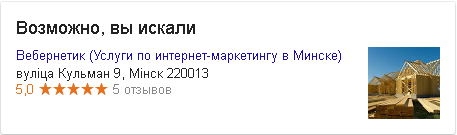 Возможно, вы искали
Вебернетик (Услуги по интернет-маркетингу в Минске)
вуліца Кульман 9, Мінск 220013
5,0 ★★★★★ 5 отзывов